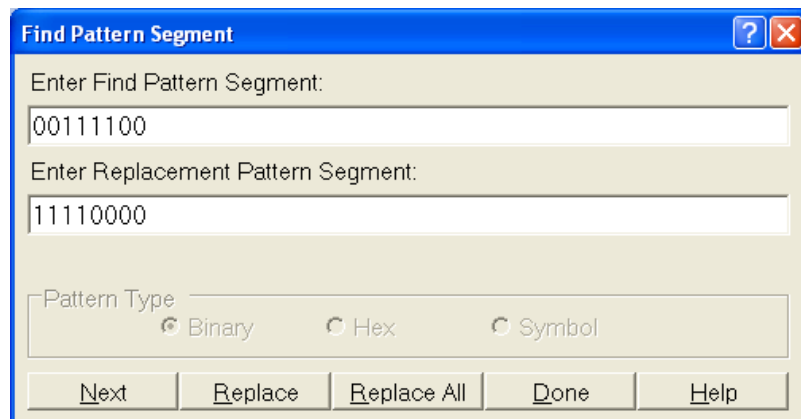 Find Pattern Segment
Enter Find Pattern Segment:
00111100
Enter Replacement Pattern Segment:
11110000
Pattern Type
Binary Hex Symbol
Next Replace Replace All Done Help